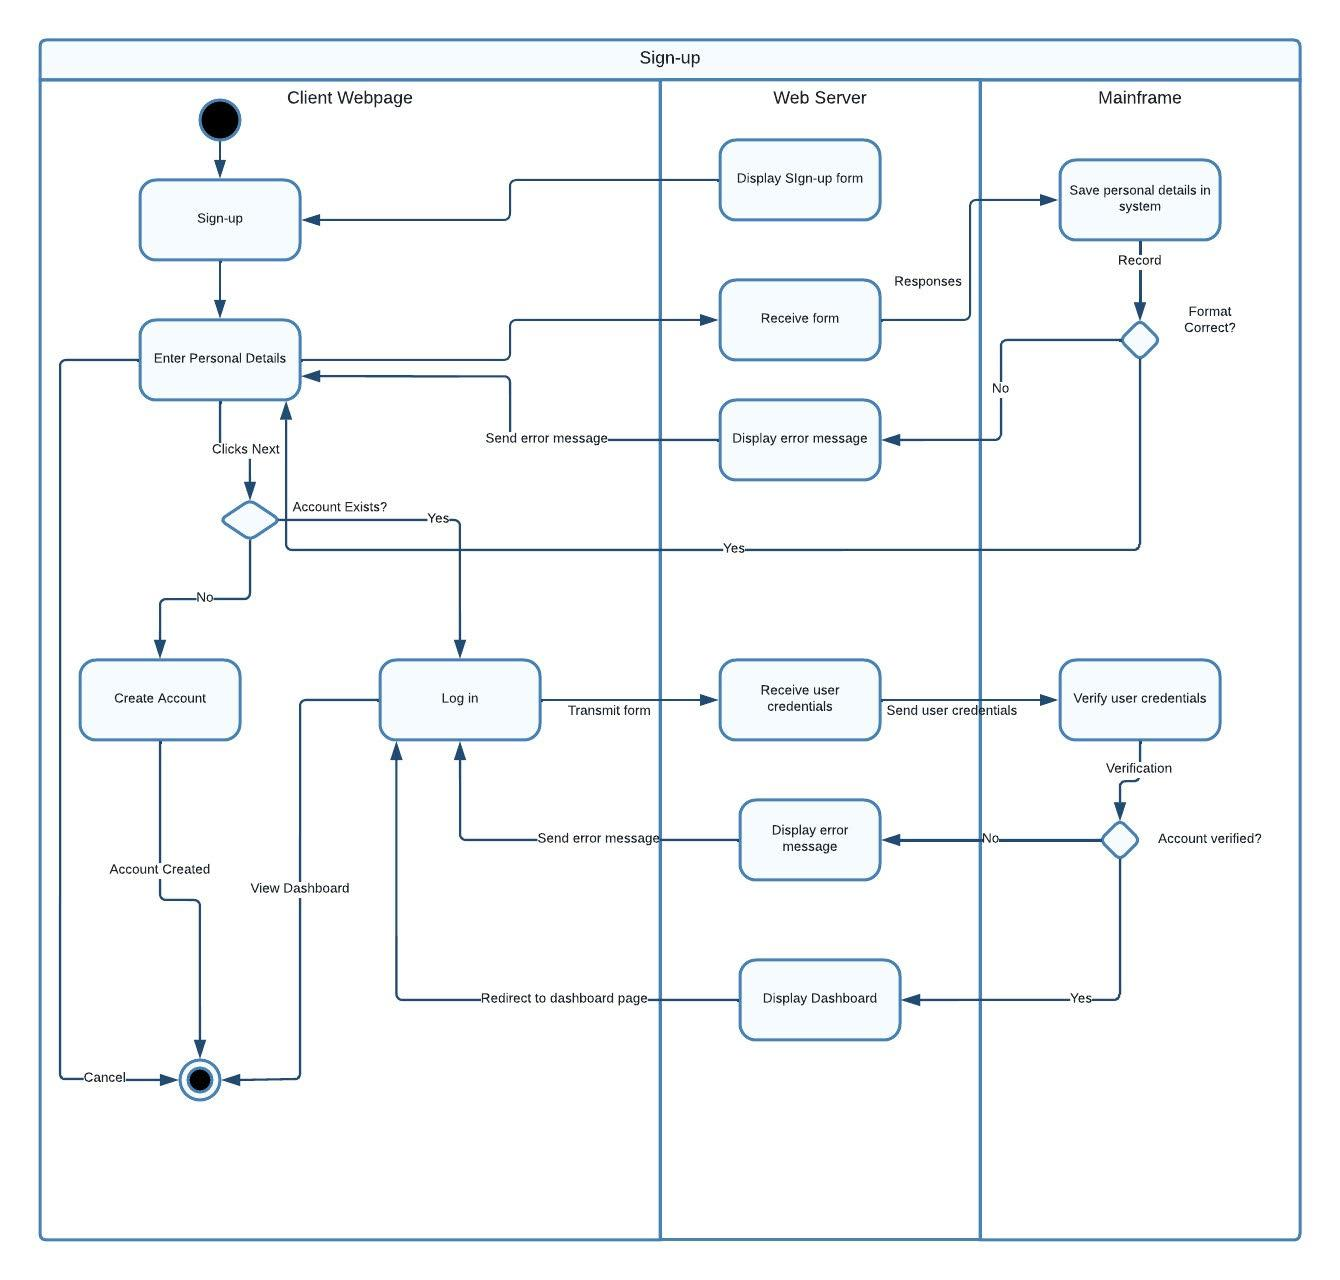 Sign-up
Client Webpage
Web Server
Mainframe
Display SIgn-up form
Save personal details in
system
Sign-up
Record
Responses
Format
Correct?
Receive form
Enter Personal Details
No
Send error message
Display error message
Clicks Next
Account Exists?
Yes
Yes
No
Create Account
Log in
Transmit form
Receive user
credentials
Send user credentials
Verify user credentials
Verification
Send error message
Display error
message
No
Account verified?
Account Created
View Dashboard
Redirect to dashboard page
Display Dashboard
Yes
Cancel